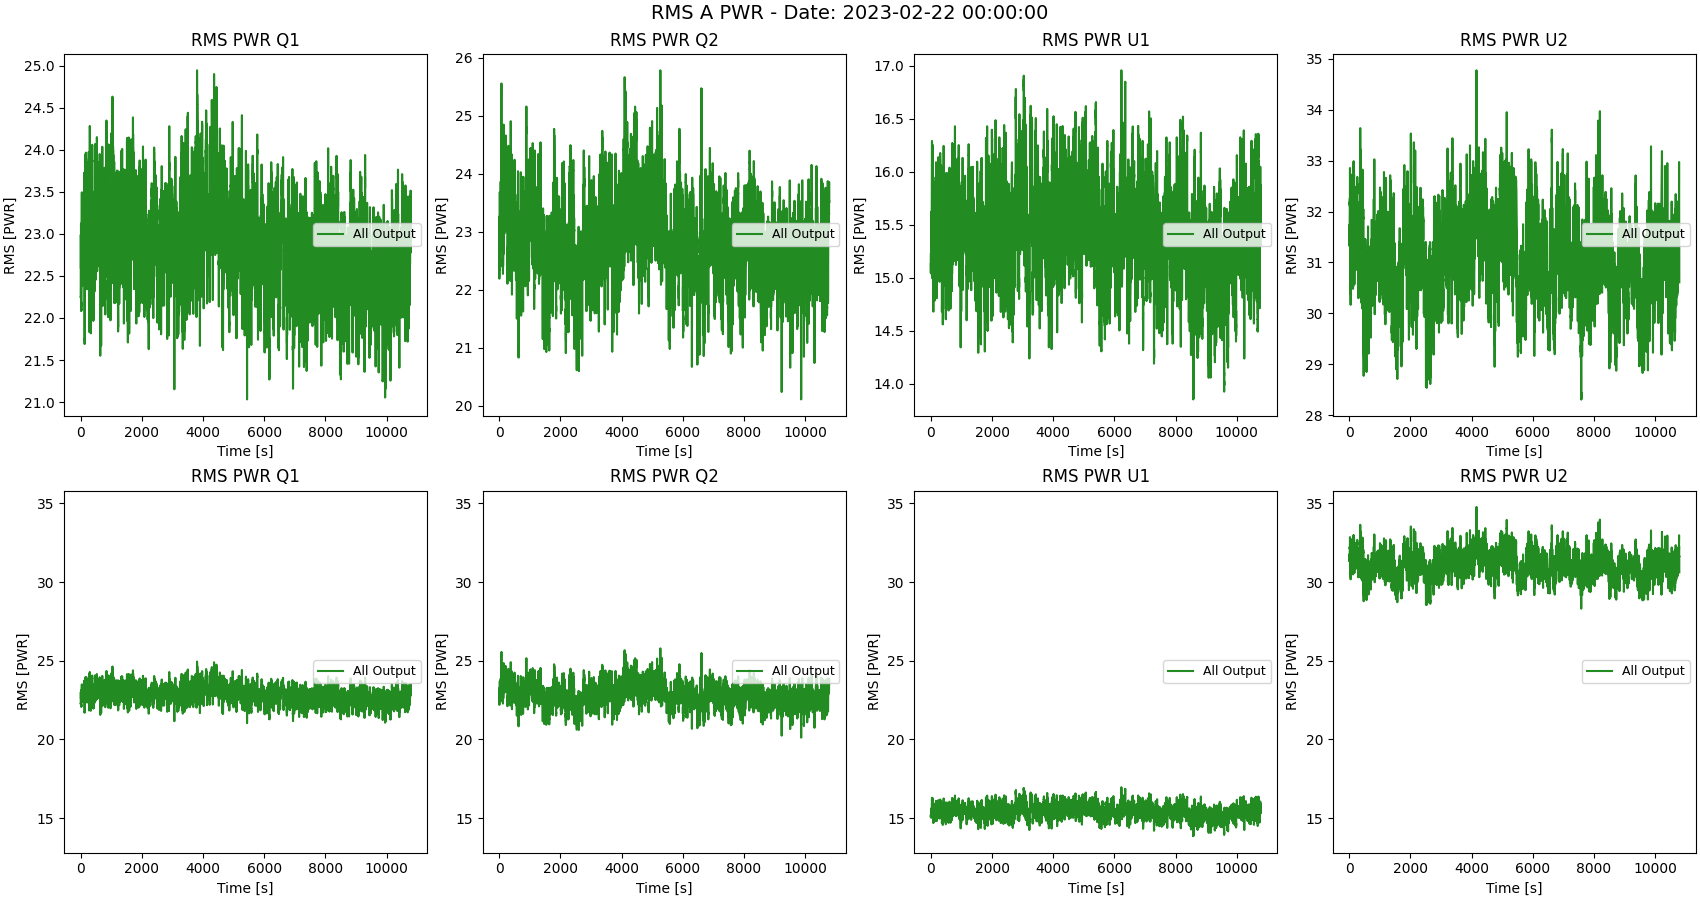 RMS A PWR - Date: 2023-02-22 00:00:00
RMS PWR Q1
RMS [PWR]
25.0
24.5
24.0
23.5
23.0
22.5
22.0
21.5
21.0
All Output
0 2000 4000 6000 8000 10000
Time [s]
RMS PWR Q2
RMS [PWR]
26
25
24
23
22
21
20
All Output
0 2000 4000 6000 8000 10000
Time [s]
RMS PWR U1
RMS [PWR]
17.0
16.5
16.0
15.5
15.0
14.5
14.0
All Output
0 2000 4000 6000 8000 10000
Time [s]
RMS PWR U2
RMS [PWR]
35
34
33
32
31
30
29
28
All Output
0 2000 4000 6000 8000 10000
Time [s]
RMS PWR Q1
RMS [PWR]
35
30
25
20
15
All Output
0 2000 4000 6000 8000 10000
Time [s]
RMS PWR Q2
RMS [PWR]
35
30
25
20
15
All Output
0 2000 4000 6000 8000 10000
Time [s]
RMS PWR U1
RMS [PWR]
35
30
25
20
15
All Output
0 2000 4000 6000 8000 10000
Time [s]
RMS PWR U2
RMS [PWR]
35
30
25
20
15
All Output
0 2000 4000 6000 8000 10000
Time [s]